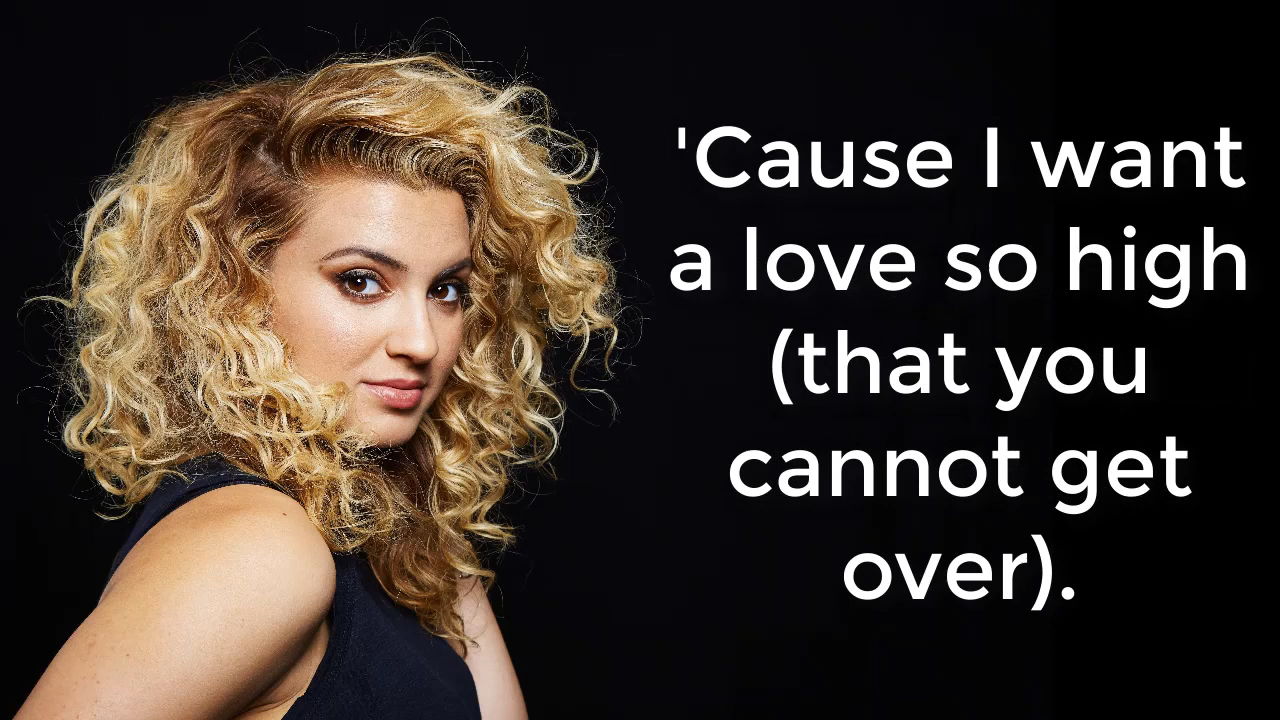 'Cause I want
a love so high
(that you
cannot get
over).